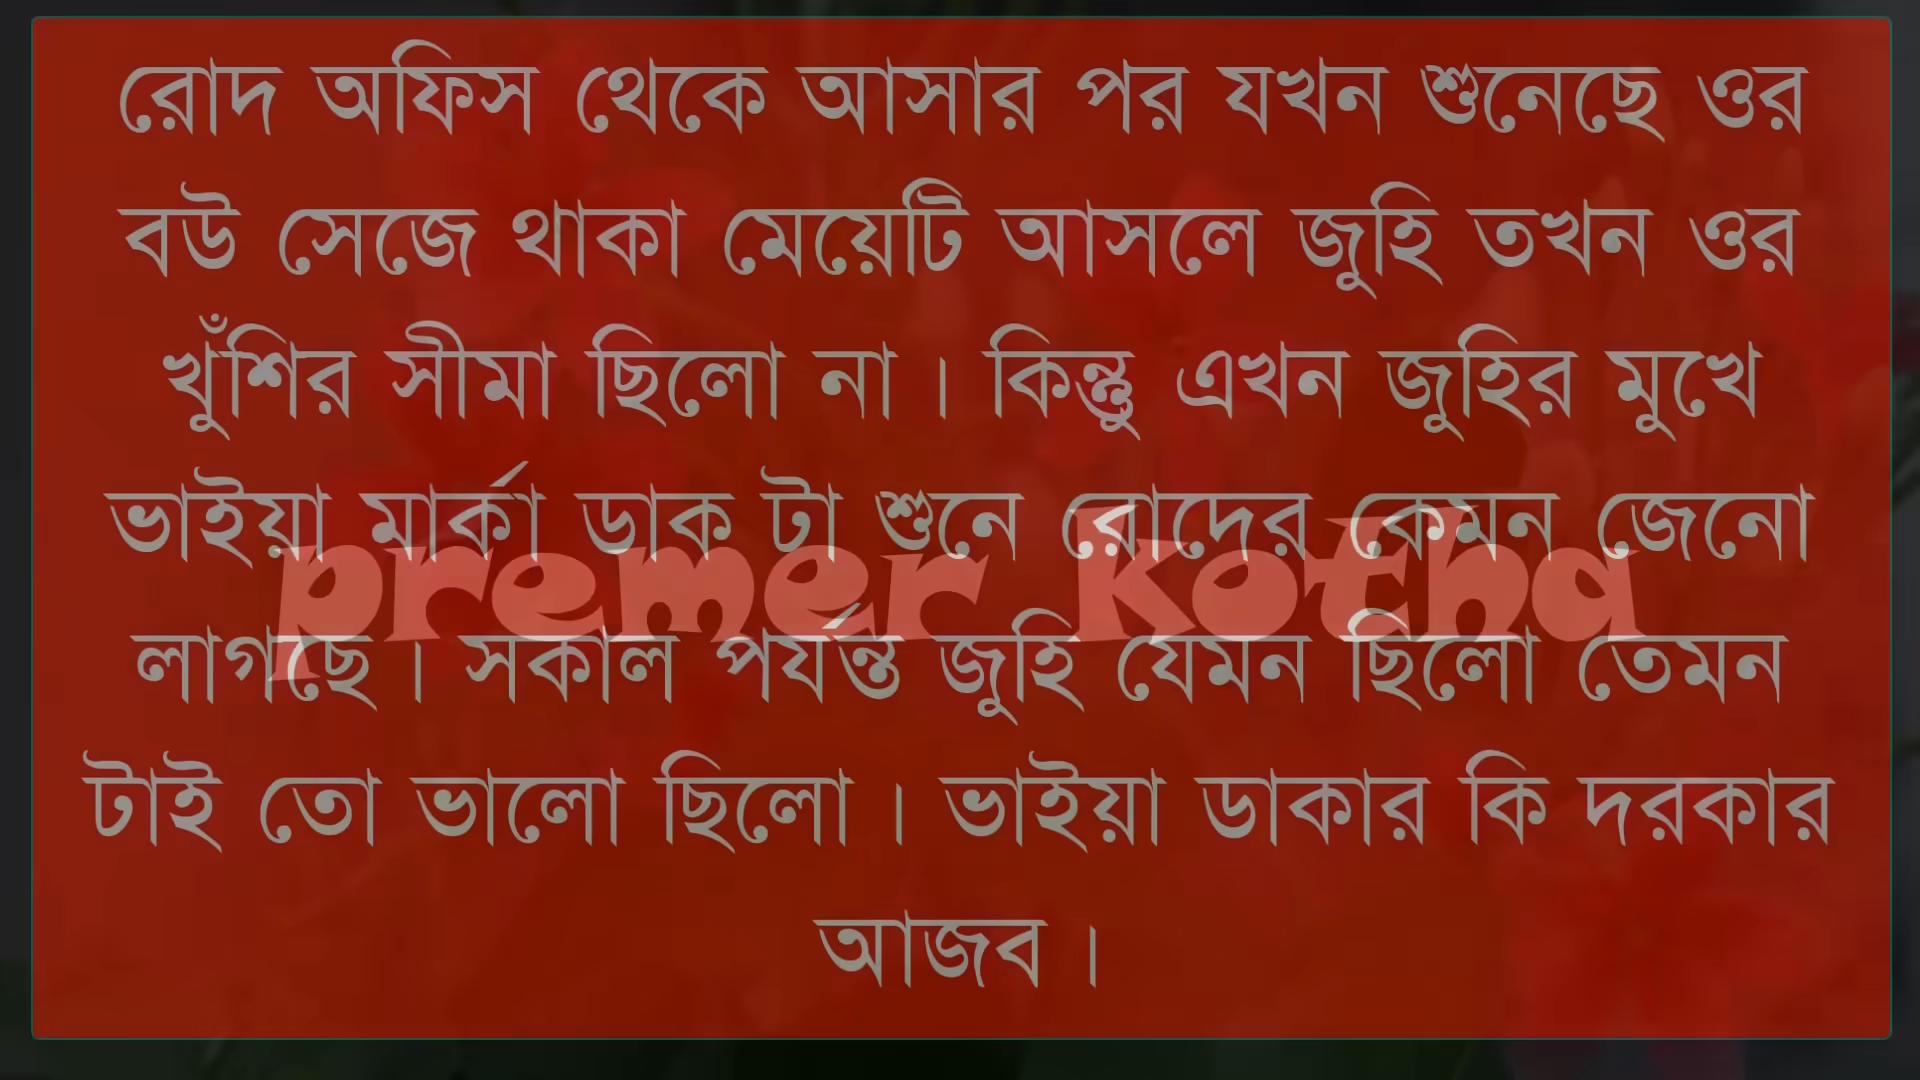 রোদ অফিস থেকে আসার পর যখন শুনেছে ওর
বউ সেজে থাকা মেয়েটি আসলে জুহি তখন ওর
খুঁশির সীমা ছিলো না । কিন্তু এখন জুহির মুখে
ভাইয়া মার্কা ডাক টা শুনে রোদের কেমন জেনো
premer kotha
লাগছে । সকাল পর্যন্ত জুহি যেমন ছিলো তেমন
টাই তো ভালো ছিলো । ভাইয়া ডাকার কি দরকার
আজব ।